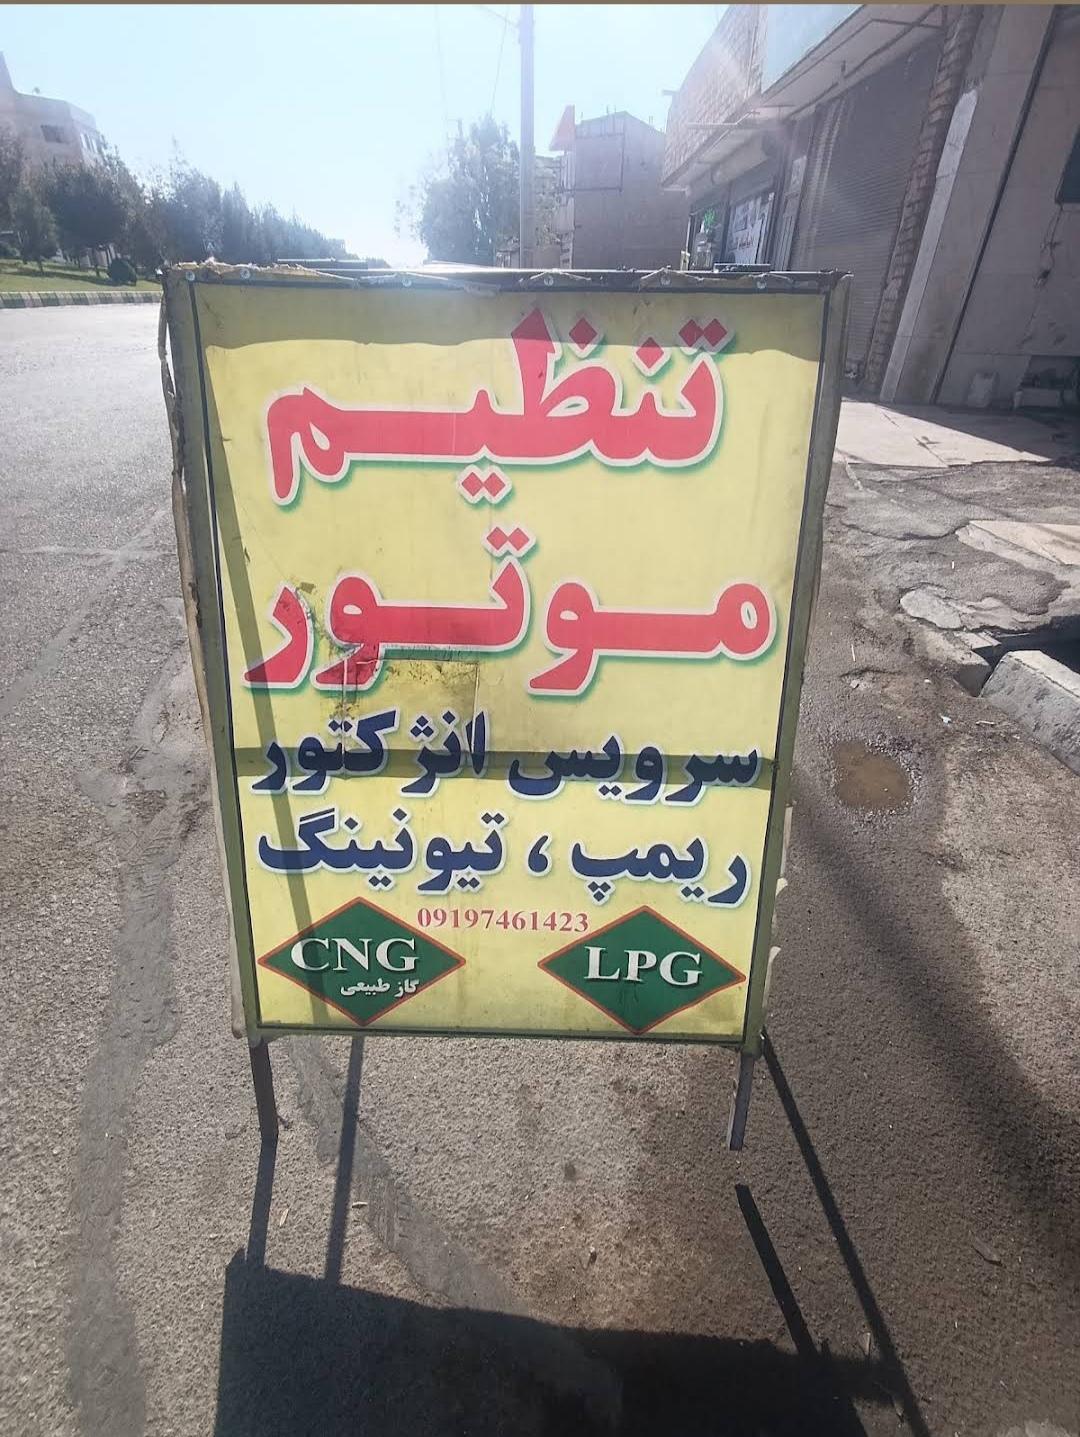 تنظیم
موتور
سرویس انژکتور
ریمپ ، تیونینگ
09197461423
LPG
CNG
گاز طبیعی